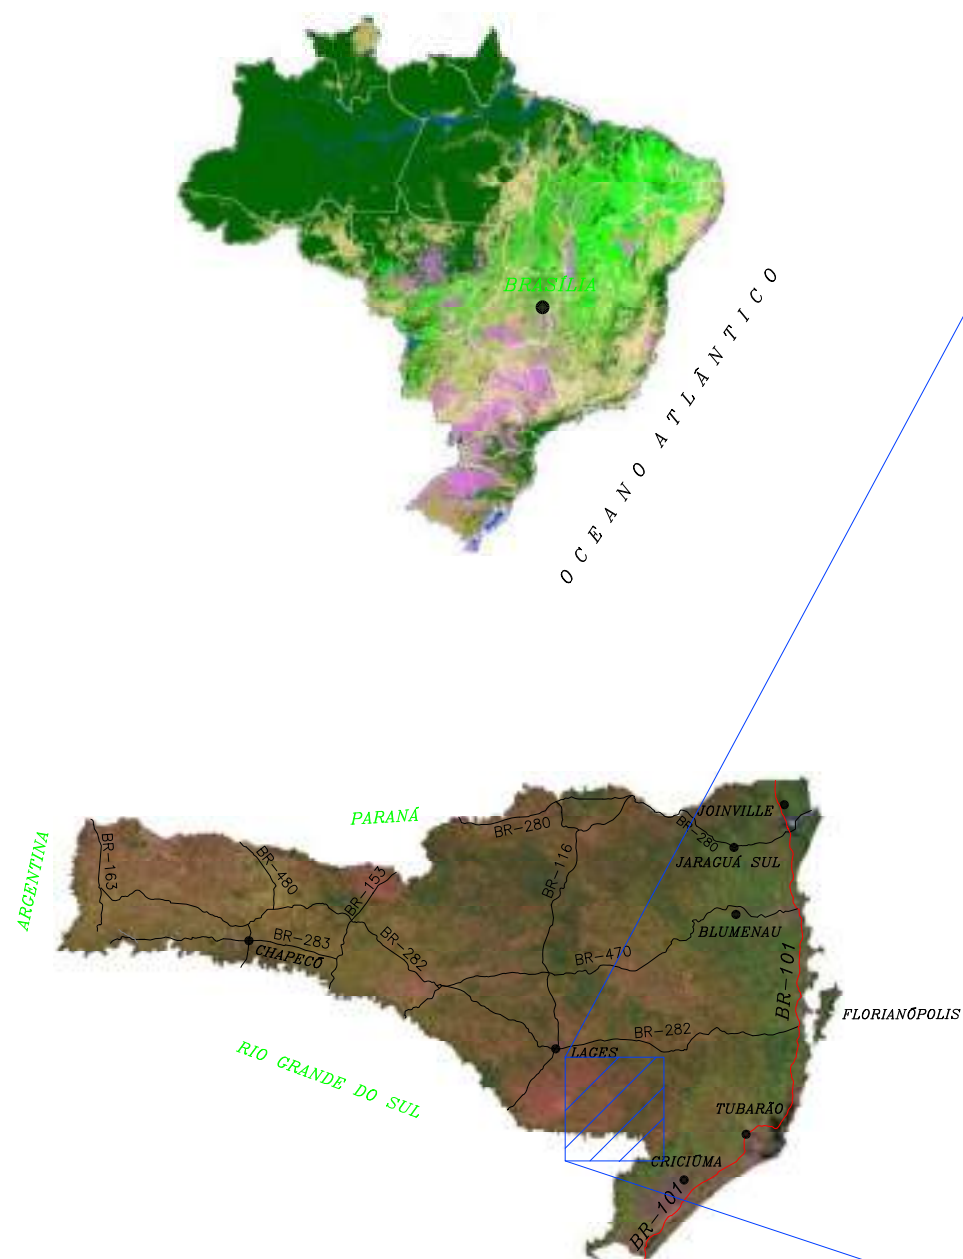 BRASÍLIA
OCEANO ATLÂNTICO
PARANÁ
ARGENTINA
JOINVILLE
BR-280
BR-280
JARAGUÁ SUL
BR-163
BR-480
BR-153
BR-116
BLUMENAU
BR-283
CHAPECÓ
BR-282
BR-470
BR-101
FLORIANÓPOLIS
BR-282
LAGES
RIO GRANDE DO SUL
TUBARÃO
CRICIÚMA
BR-101